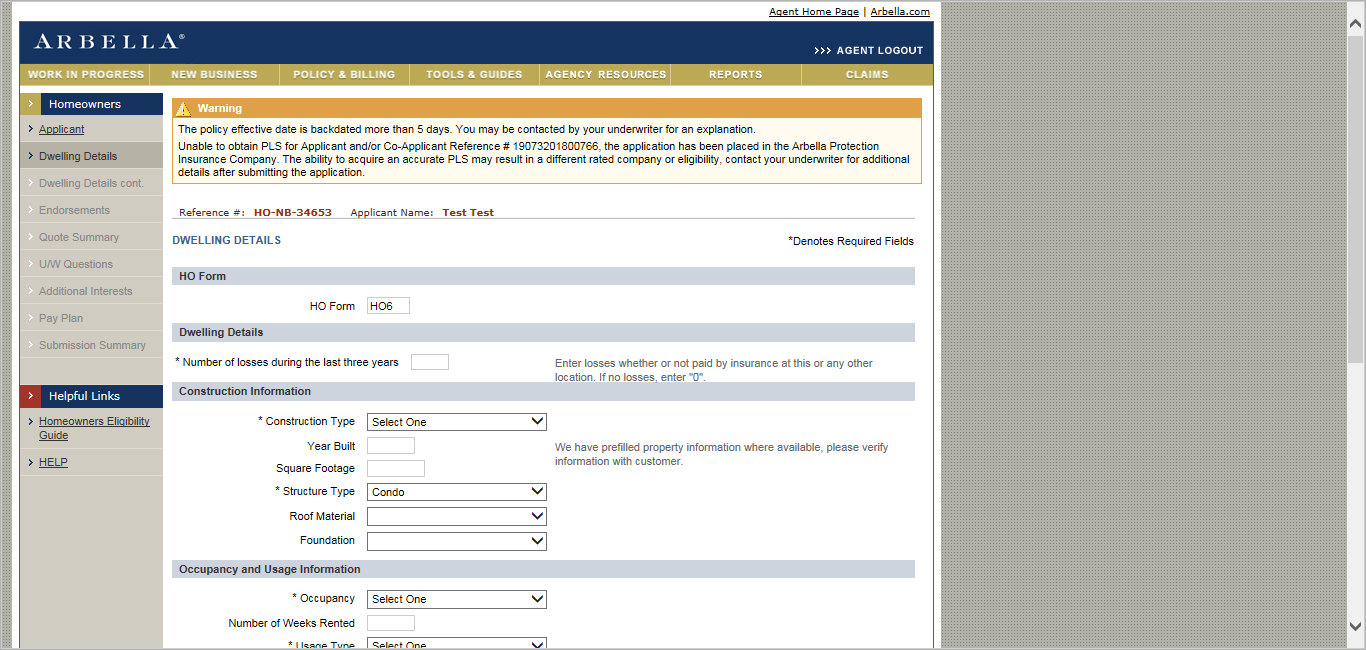 Agent Home Page | Arbella.com
ARBELLA®
>>> AGENT LOGOUT
WORK IN PROGRESS NEW BUSINESS POLICY & BILLING TOOLS & GUIDES AGENCY RESOURCES REPORTS CLAIMS
Homeowners
Applicant
Dwelling Details
Dwelling Details cont.
Endorsements
Quote Summary
U/W Questions
Additional Interests
Pay Plan
Submission Summary
Helpful Links
Homeowners Eligibility
Guide
HELP
Warning
The policy effective date is backdated more than 5 days. You may be contacted by your underwriter for an explanation.
Unable to obtain PLS for Applicant and/or Co-Applicant Reference # 19073201800766, the application has been placed in the Arbella Protection
Insurance Company. The ability to acquire an accurate PLS may result in a different rated company or eligibility, contact your underwriter for additional
details after submitting the application.
Reference #: HO-NB-34653 Applicant Name: Test Test
DWELLING DETAILS *Denotes Required Fields
HO Form
HO Form HO6
Dwelling Details
* Number of losses during the last three years
Enter losses whether or not paid by insurance at this or any other
location. If no losses, enter "0".
Construction Information
* Construction Type Select One
Year Built
We have prefilled property information where available, please verify
information with customer.
Square Footage
* Structure Type Condo
Roof Material
Foundation
Occupancy and Usage Information
* Occupancy Select One
Number of Weeks Rented
* Usage Type Select One